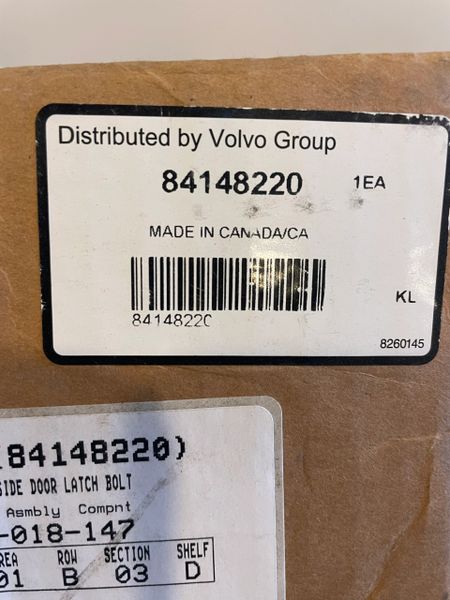 Distributed by Volvo Group
84148220 1EA
MADE IN CANADA/CA
84148220
KL
8260145
(84148220)
SIDE DOOR LATCH BOLT
Asmbly Compnt
-018-147
ROW SECTION SHELF
01 B 03 D